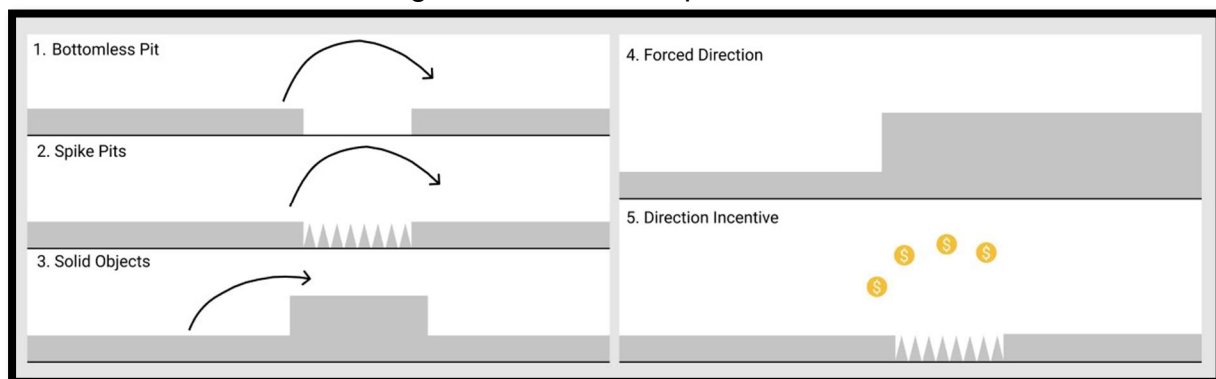 1. Bottomless Pit
2. Spike Pits
3. Solid Objects
4. Forced Direction
5. Direction Incentive
$ $ $ $